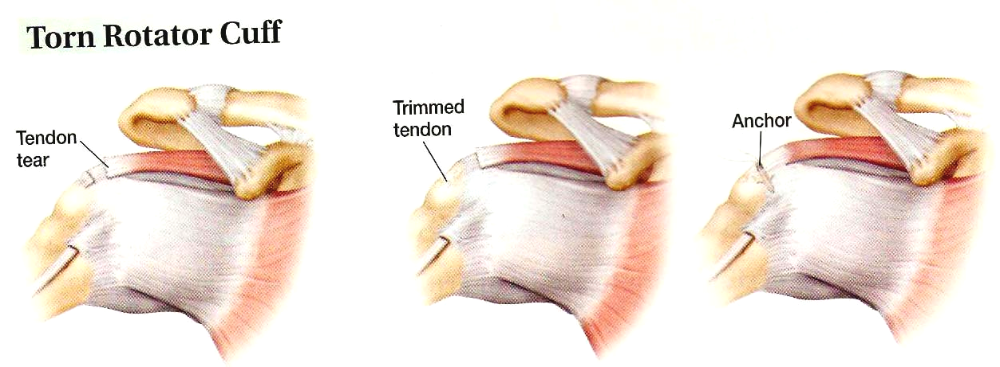 Torn Rotator Cuff
Tendon
tear
Trimmed
tendon
Anchor